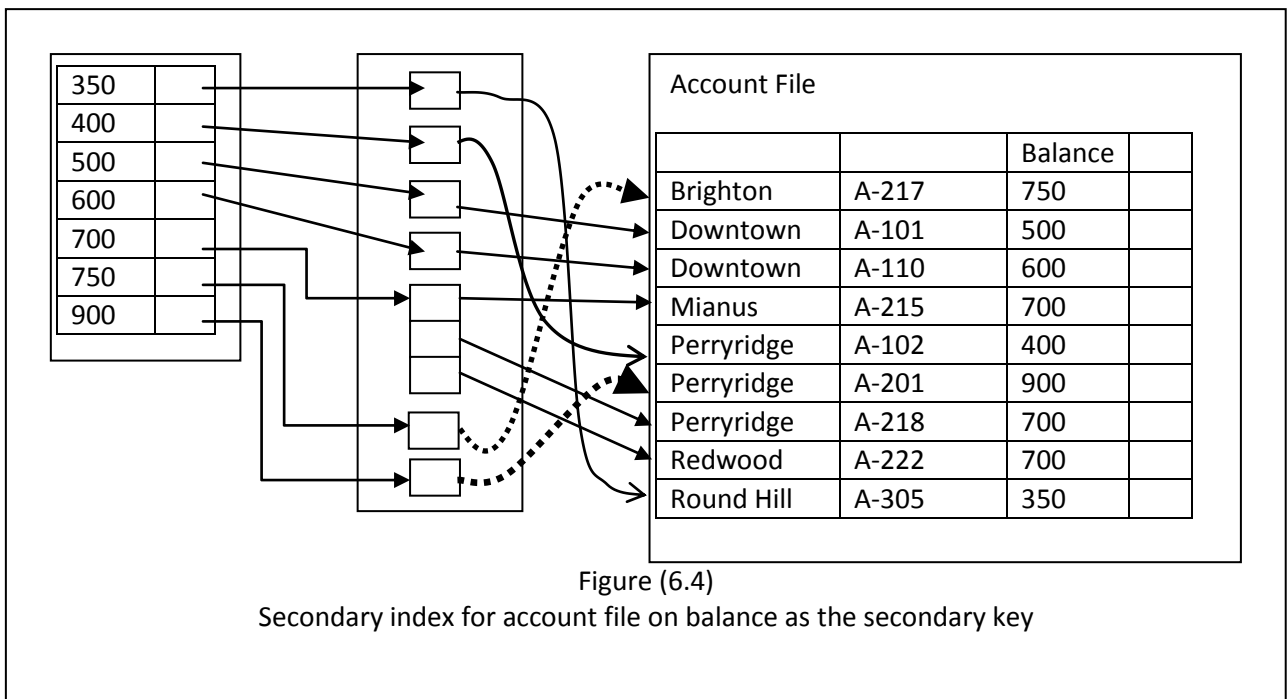 350
400
500
600
700
750
900
Account File
Balance
Brighton A-217 750
Downtown A-101 500
Downtown A-110 600
Mianus A-215 700
Perryridge A-102 400
Perryridge A-201 900
Perryridge A-218 700
Redwood A-222 700
Round Hill A-305 350
Figure (6.4)
Secondary index for account file on balance as the secondary key